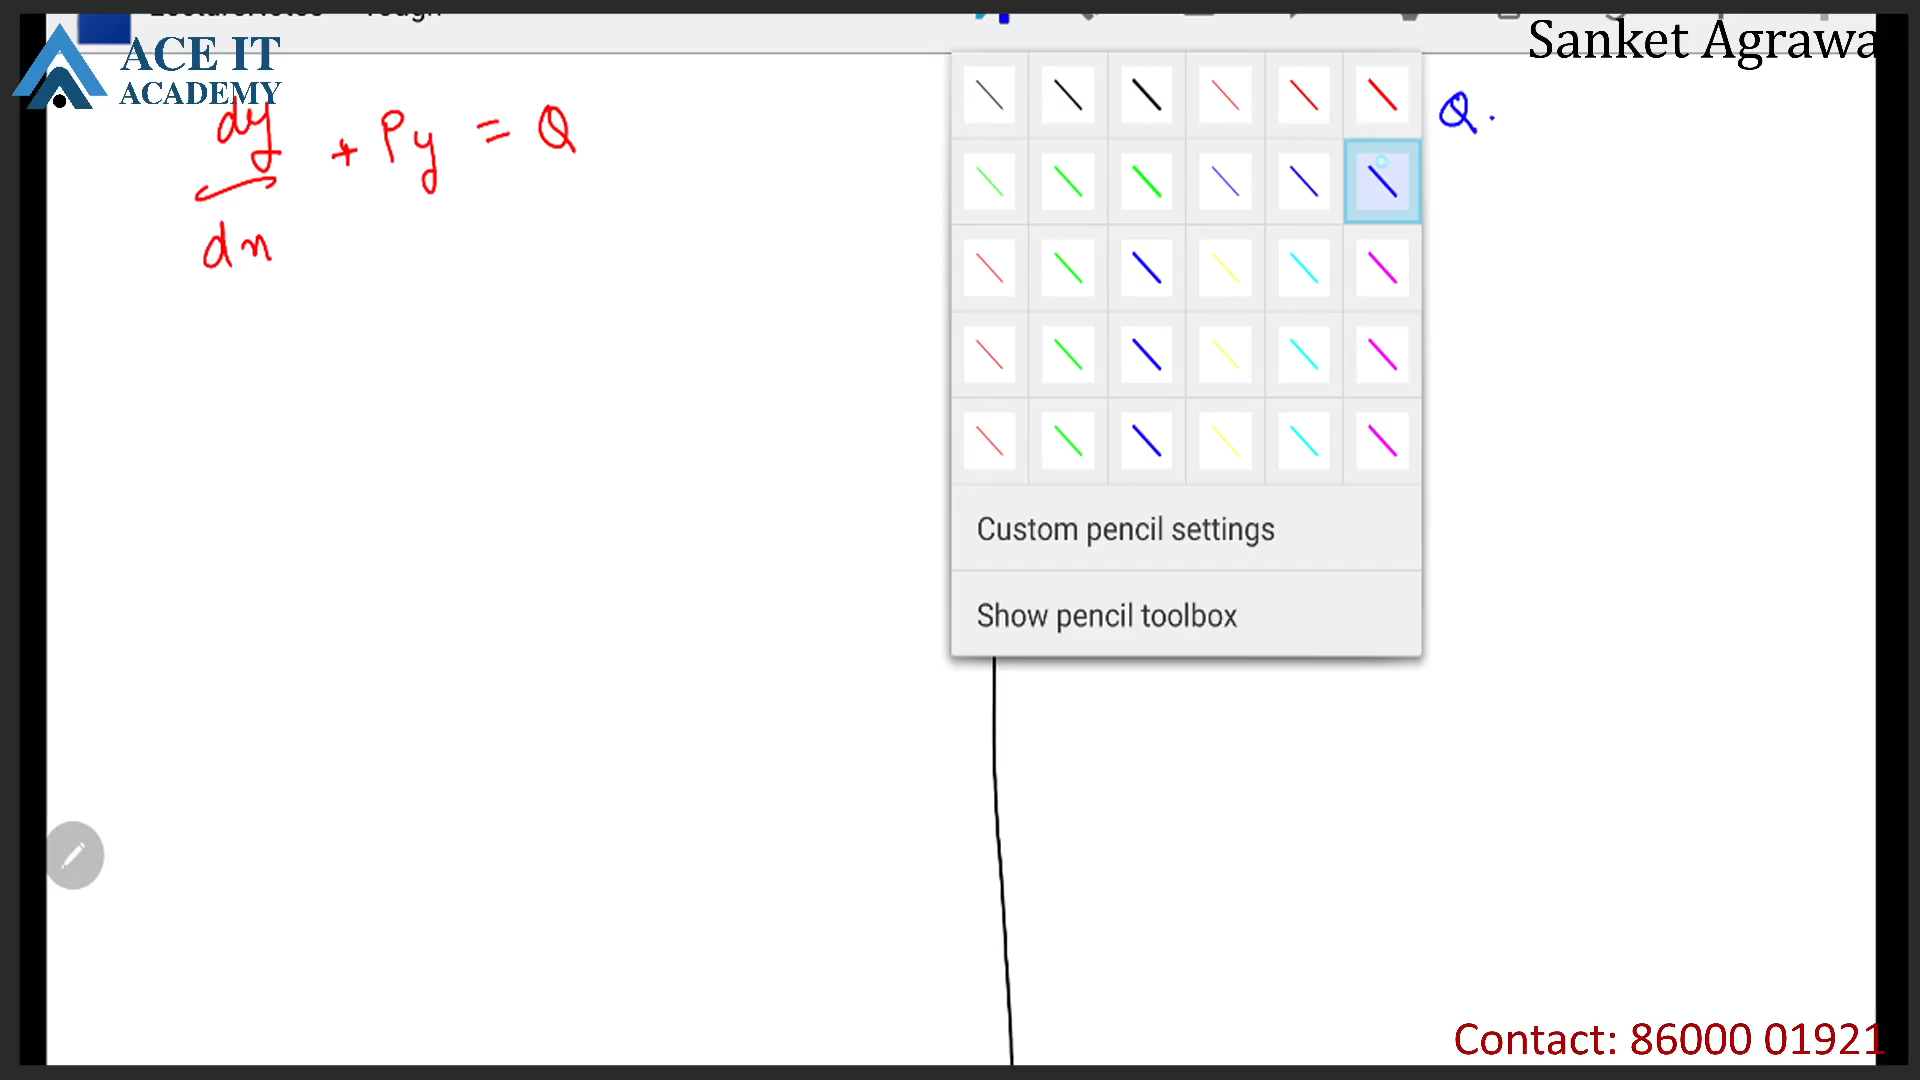 ACE IT
ACADEMY
Sanket Agrawa
dy
+ Py = Q
dx
Q.
Custom pencil settings
Show pencil toolbox
Contact: 86000 01921